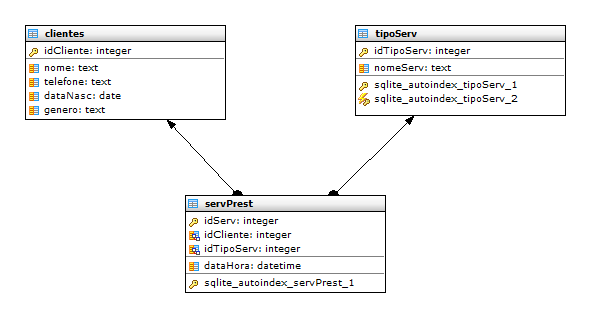 clientes
idCliente: integer
nome: text
telefone: text
dataNasc: date
genero: text
tipoServ
idTipoServ: integer
nomeServ: text
sqlite_autoindex_tipoServ_1
sqlite_autoindex_tipoServ_2
servPrest
idServ: integer
idCliente: integer
idTipoServ: integer
dataHora: datetime
sqlite_autoindex_servPrest_1